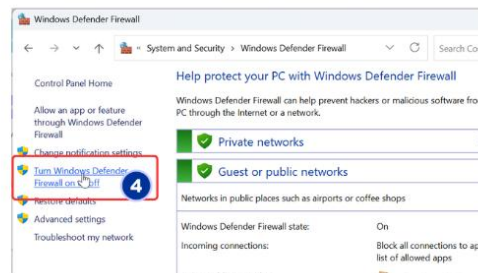 Windows Defender Firewall
« System and Security › Windows Defender Firewall
Search Co
Control Panel Home
Allow an app or feature
through Windows Defender
Firewall
Change notification settings
Turn Windows Defender
Firewall on off
4
Restore defaults
Advanced settings
Troubleshoot my network
Help protect your PC with Windows Defender Firewall
Windows Defender Firewall can help prevent hackers or malicious software fro
PC through the Internet or a network.
Private networks
Guest or public networks
Networks in public places such as airports or coffee shops
Windows Defender Firewall state: On
Incoming connections: Block all connections to ap
list of allowed apps